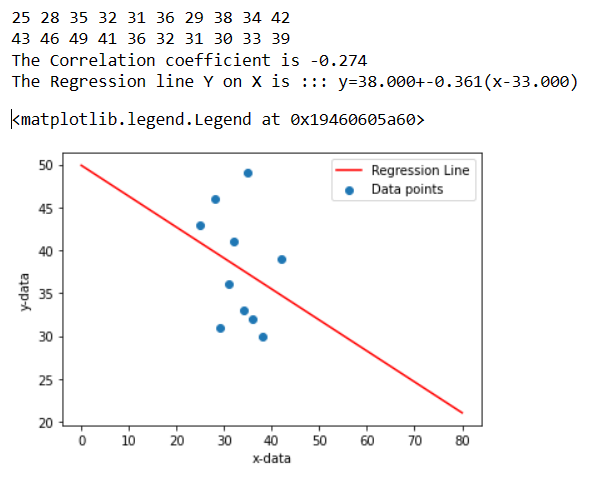 25 28 35 32 31 36 29 38 34 42
43 46 49 41 36 32 31 30 33 39
The Correlation coefficient is -0.274
The Regression line Y on X is ::: y=38.000+-0.361(x-33.000)
<matplotlib.legend.Legend at 0x19460605a60>
Regression Line
Data points
50
45
40
35
30
25
20
y-data
0 10 20 30 40 50 60 70 80
x-data